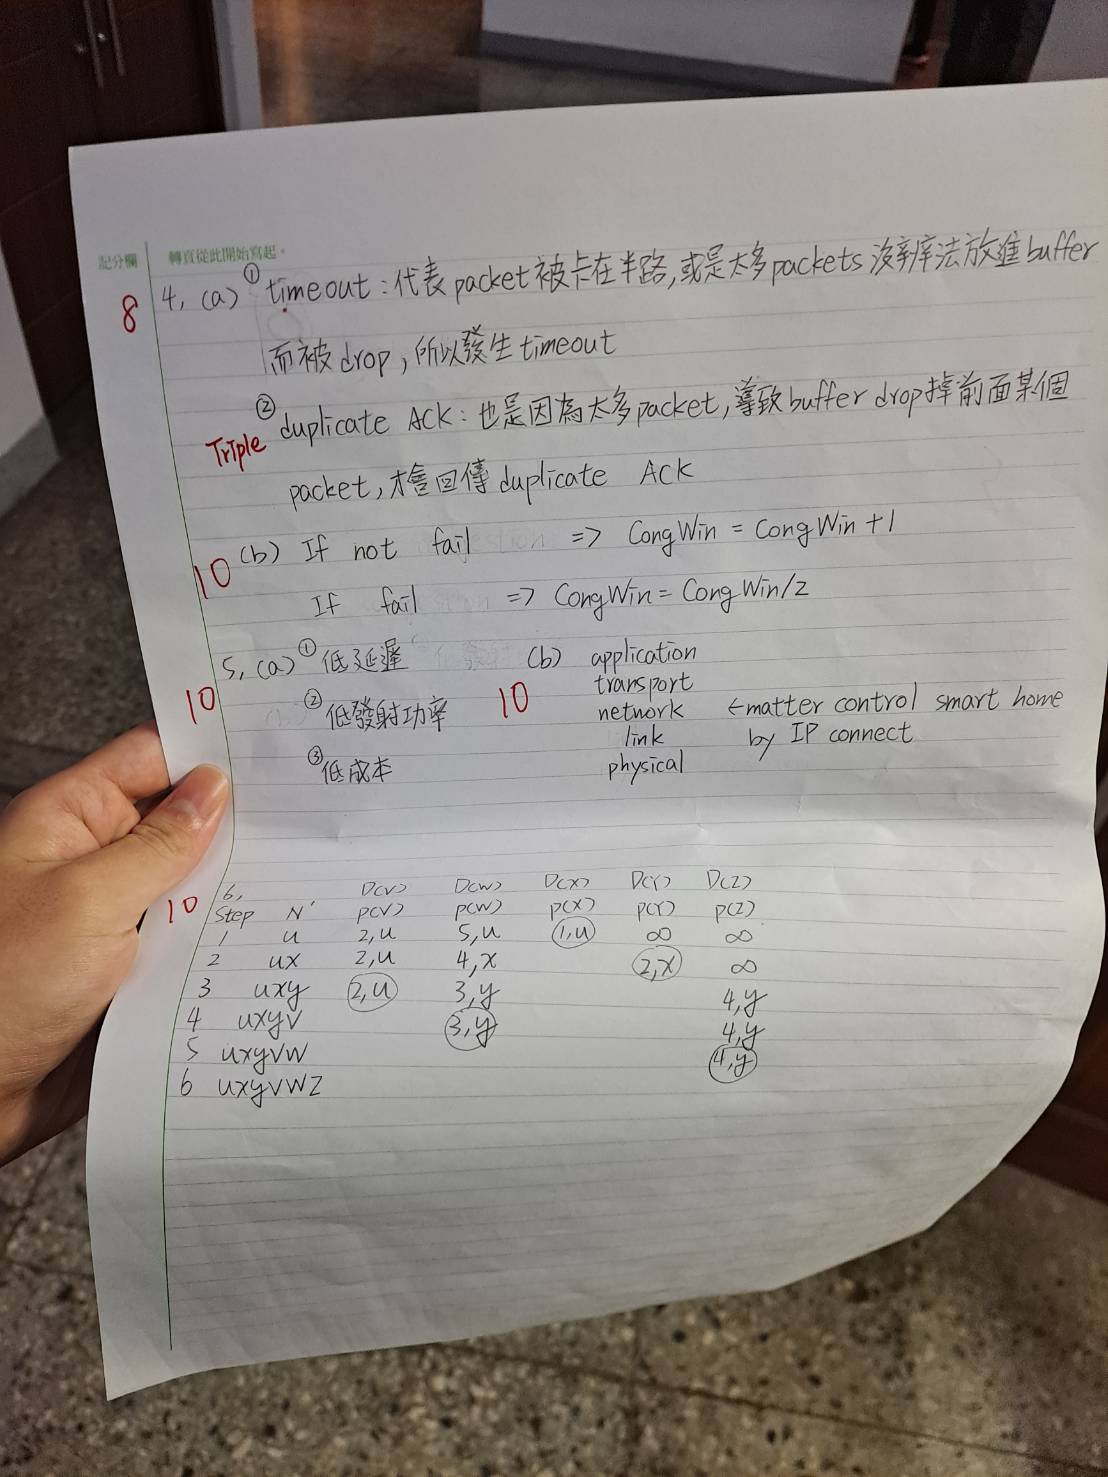 記分欄 轉頁從此開始寫起。
8 4, (a) ① timeout : 代表 packet 被卡在半路, 或是太多 packets 沒辦法放進 buffer
而被 drop, 所以發生 timeout
Triple ② duplicate ACK : 也是因為太多 packet, 導致 buffer drop 掉前面某個
packet, 才會回傳 duplicate ACK
10 (b) If not fail => CongWin = CongWin + 1
If fail => CongWin = CongWin/2
5, (a) ① 低延遲 (b) application
transport
10 ② 低發射功率 10 network ← matter control smart home
link by IP connect
③ 低成本 physical
10 6, D(v) D(w) D(x) D(Y) D(Z)
Step N' p(v) p(w) p(x) p(Y) p(z)
1 u 2,u 5,u 1,u ∞ ∞
2 ux 2,u 4,x 2,x ∞
3 uxy 2,u 3,y 4,y
4 uxyv 3,y 4,y
5 uxyvw 4,y
6 uxyvwz